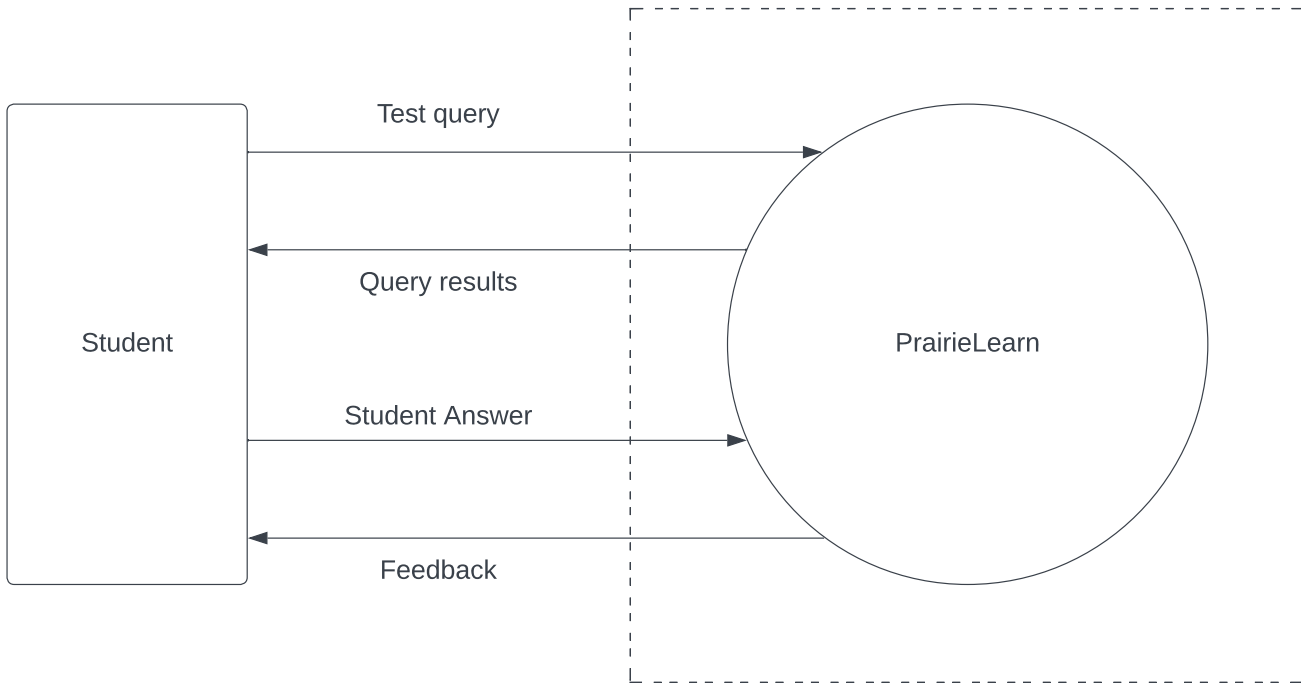 Test query
Query results
Student
PrairieLearn
Student Answer
Feedback